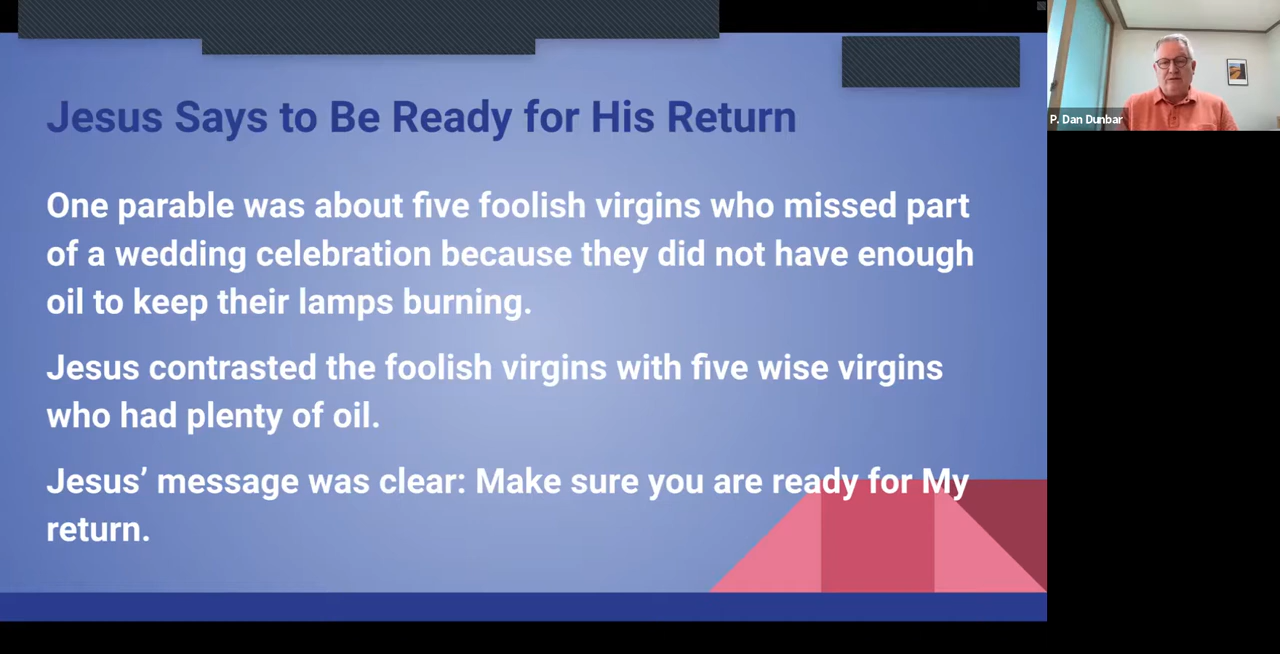 Jesus Says to Be Ready for His Return
One parable was about five foolish virgins who missed part
of a wedding celebration because they did not have enough
oil to keep their lamps burning.
Jesus contrasted the foolish virgins with five wise virgins
who had plenty of oil.
Jesus’ message was clear: Make sure you are ready for My
return.
P. Dan Dunbar